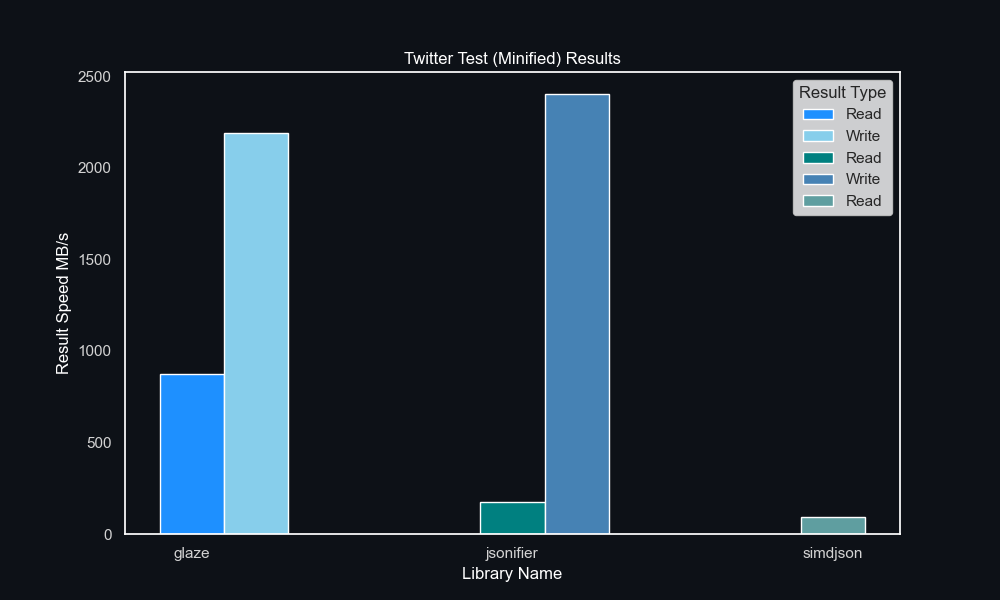 Twitter Test (Minified) Results
Result Type
Read
Write
Read
Write
Read
Result Speed MB/s
2500
2000
1500
1000
500
0
glaze
jsonifier
simdjson
Library Name